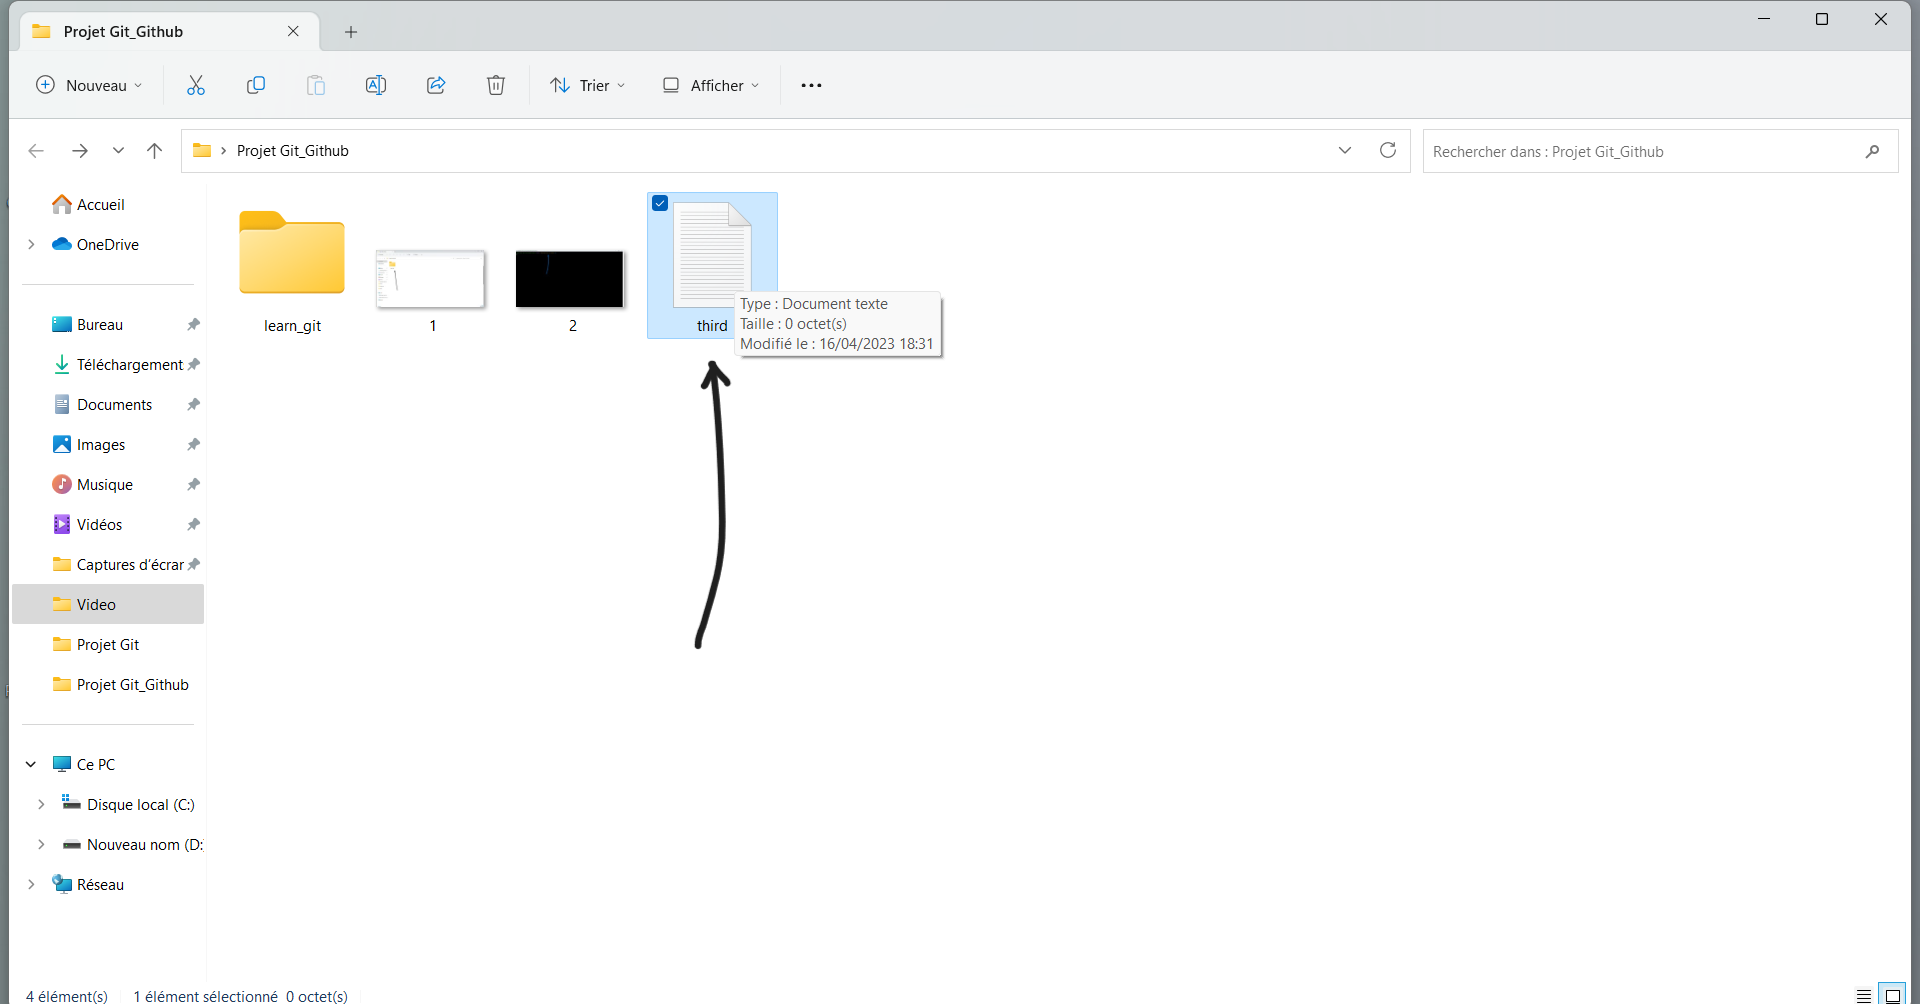 Projet Git_Github
Nouveau
Trier
Afficher
Projet Git_Github
Rechercher dans : Projet Git_Github
Accueil
OneDrive
Bureau
Téléchargement
Documents
Images
Musique
Vidéos
Captures d'écrar
Video
Projet Git
Projet Git_Github
Ce PC
Disque local (C:)
Nouveau nom (D:
Réseau
learn_git
1
2
third
Type : Document texte
Taille : 0 octet(s)
Modifié le : 16/04/2023 18:31
4 élément(s)
1 élément sélectionné 0 octet(s)